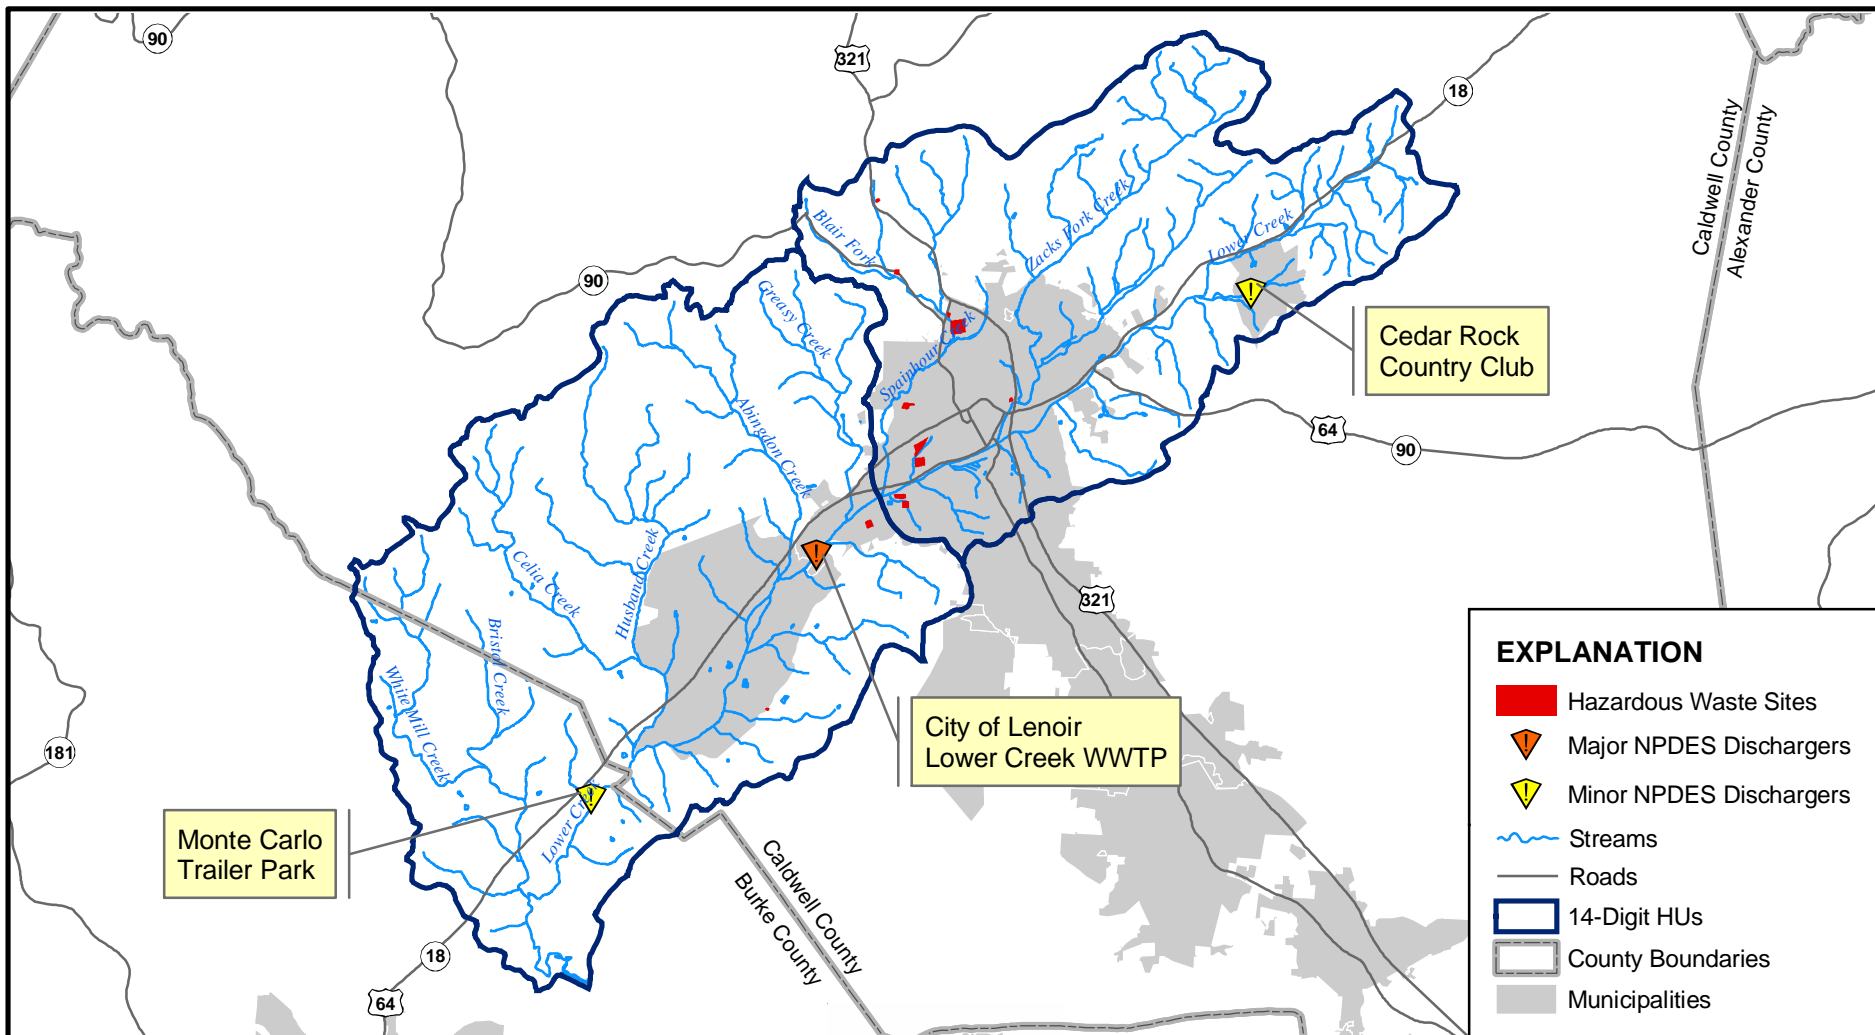 90
321
18
Caldwell County
Alexander County
Blair Fork
Zacks Fork Creek
Lower Creek
90
Greasy Creek
Cedar Rock
Country Club
Spainhour Creek
Abingdon Creek
64
90
Celia Creek
Husband Creek
321
Bristol Creek
White Mill Creek
181
City of Lenoir
Lower Creek WWTP
Monte Carlo
Trailer Park
Lower Creek
Caldwell County
Burke County
18
64
EXPLANATION
Hazardous Waste Sites
Major NPDES Dischargers
Minor NPDES Dischargers
Streams
Roads
14-Digit HUs
County Boundaries
Municipalities